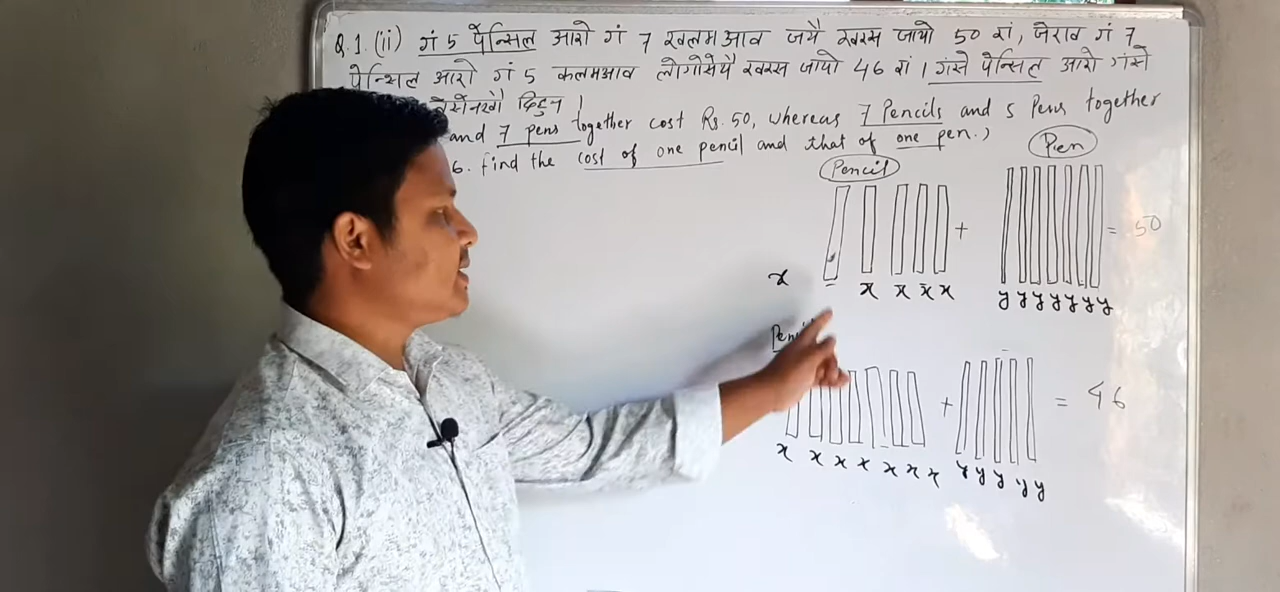 Q.1.(ii) गं 5 पेन्सिल आरो गं 7 खलमआव जयै खरस जायो 50 रां, जेराव गं 7
पेन्सिल आरो गं 5 कलमआव लोगोसेयै खरस जायो 46 रां। गंसे पेन्सिल आरो गंसे
and 7 pens together cost Rs. 50, whereas 7 Pencils and 5 Pens together
6. find the cost of one pencil and that of one pen.)
Pencil Pen
+ = 50
x x x x x y y y y y y y
+ = 46
x x x x x x x y y y y y